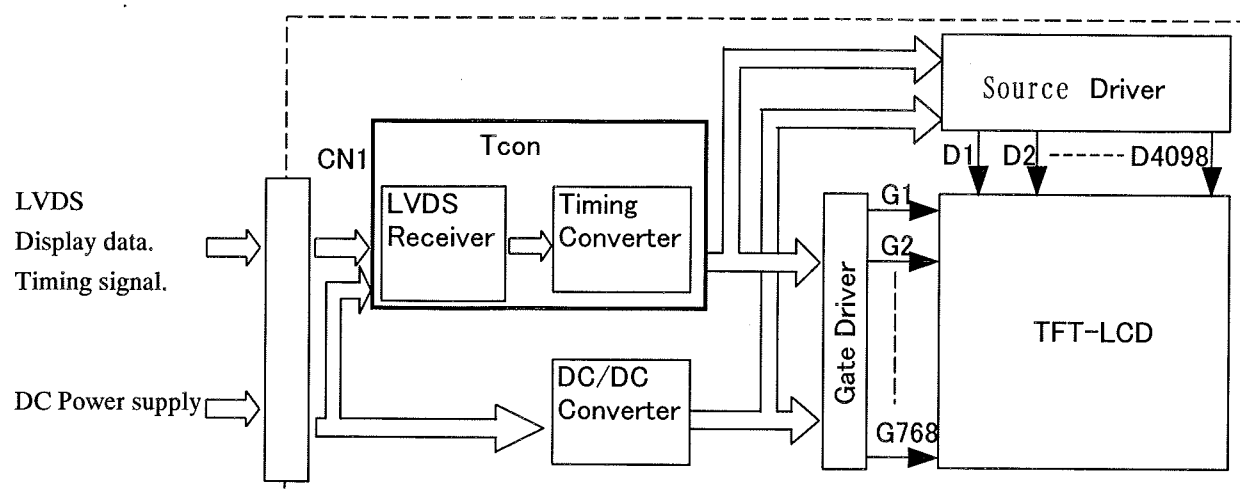 Source Driver
D1
D2
D4098
CN1
Tcon
LVDS
Display data.
Timing signal.
LVDS
Receiver
Timing
Converter
G1
G2
G768
Gate Driver
TFT-LCD
DC Power supply
DC/DC
Converter